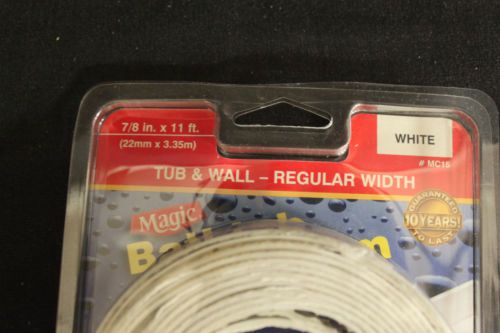 7/8 in. x 11 ft.
(22mm x 3.35m)
WHITE
# MC15
TUB & WALL – REGULAR WIDTH
Magic
GUARANTEED
10 YEARS!
TO LAST